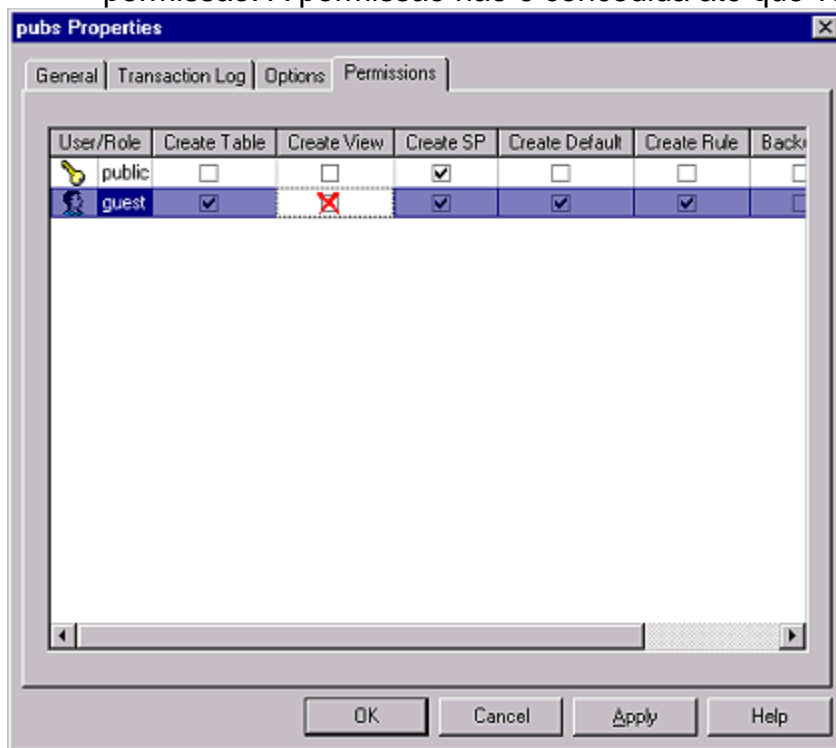 pubs Properties
General Transaction Log Options Permissions
User/Role Create Table Create View Create SP Create Default Create Rule
public
guest
OK Cancel Apply Help